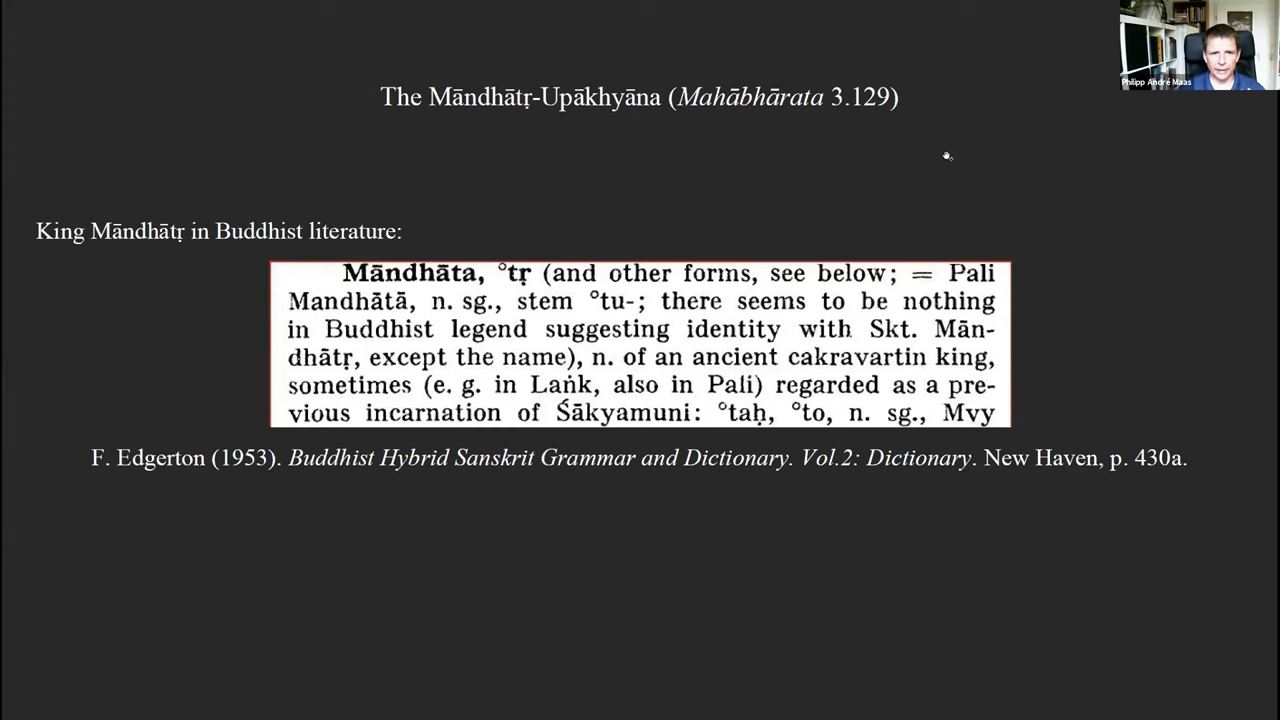 Philipp André Maas
The Māndhātṛ-Upākhyāna (Mahābhārata 3.129)
King Māndhātṛ in Buddhist literature:
Māndhāta, °tṛ (and other forms, see below; = Pali
Mandhātā, n. sg., stem °tu-; there seems to be nothing
in Buddhist legend suggesting identity with Skt. Mān-
dhātṛ, except the name), n. of an ancient cakravartin king,
sometimes (e. g. in Laṅk, also in Pali) regarded as a pre-
vious incarnation of Śākyamuni: °taḥ, °to, n. sg., Mvy
F. Edgerton (1953). Buddhist Hybrid Sanskrit Grammar and Dictionary. Vol.2: Dictionary. New Haven, p. 430a.